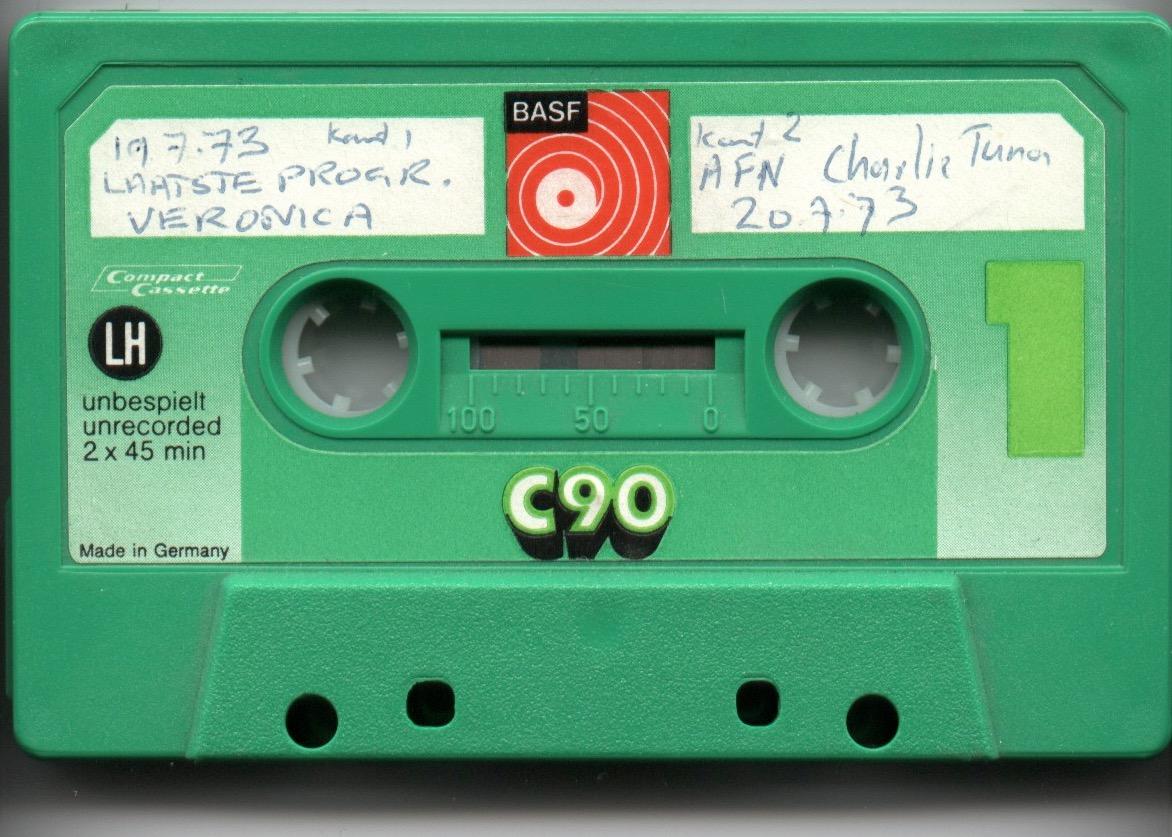 19.7.73 kant 1
LAATSTE PROGR.
VERONICA
BASF
kant 2
AFN Charlie Tuna
20.7.73
Compact
Cassette
LH
unbespielt
unrecorded
2 x 45 min
Made in Germany
100 50 0
1
C90